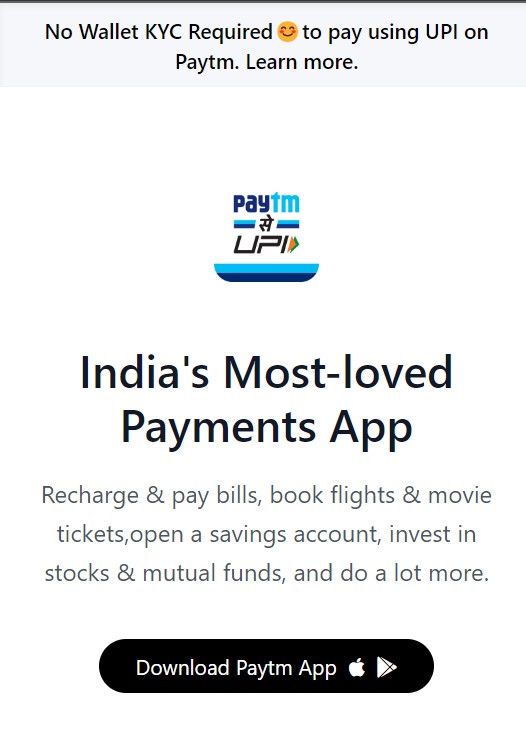 No Wallet KYC Required😊to pay using UPI on
Paytm. Learn more.
paytm
से
UPI
India's Most-loved
Payments App
Recharge & pay bills, book flights & movie
tickets,open a savings account, invest in
stocks & mutual funds, and do a lot more.
Download Paytm App